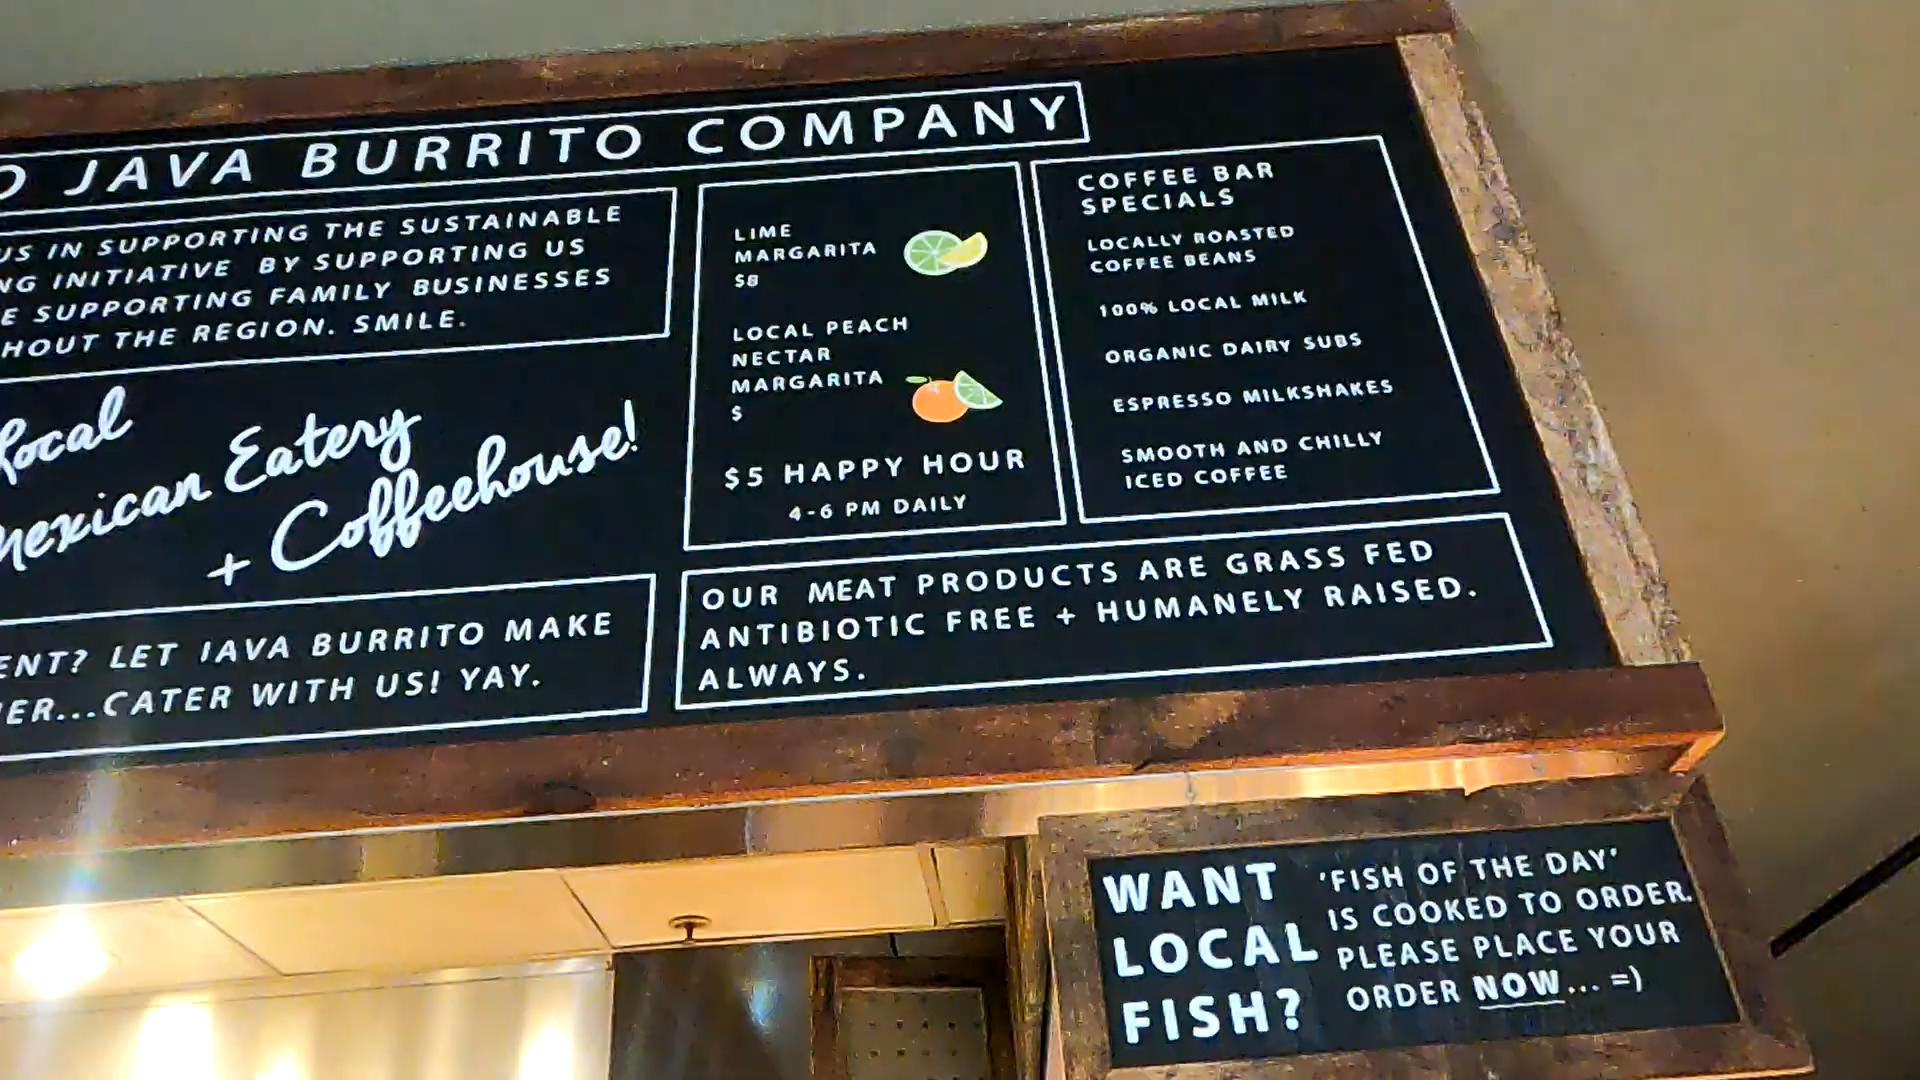 O JAVA BURRITO COMPANY
US IN SUPPORTING THE SUSTAINABLE
NG INITIATIVE BY SUPPORTING US
E SUPPORTING FAMILY BUSINESSES
HOUT THE REGION. SMILE.
Local
Mexican Eatery
+ Coffeehouse!
ENT? LET JAVA BURRITO MAKE
ER...CATER WITH US! YAY.
LIME
MARGARITA
$8
LOCAL PEACH
NECTAR
MARGARITA
$
$5 HAPPY HOUR
4-6 PM DAILY
COFFEE BAR
SPECIALS
LOCALLY ROASTED
COFFEE BEANS
100% LOCAL MILK
ORGANIC DAIRY SUBS
ESPRESSO MILKSHAKES
SMOOTH AND CHILLY
ICED COFFEE
OUR MEAT PRODUCTS ARE GRASS FED
ANTIBIOTIC FREE + HUMANELY RAISED.
ALWAYS.
WANT
LOCAL
FISH?
'FISH OF THE DAY'
IS COOKED TO ORDER.
PLEASE PLACE YOUR
ORDER NOW... =)